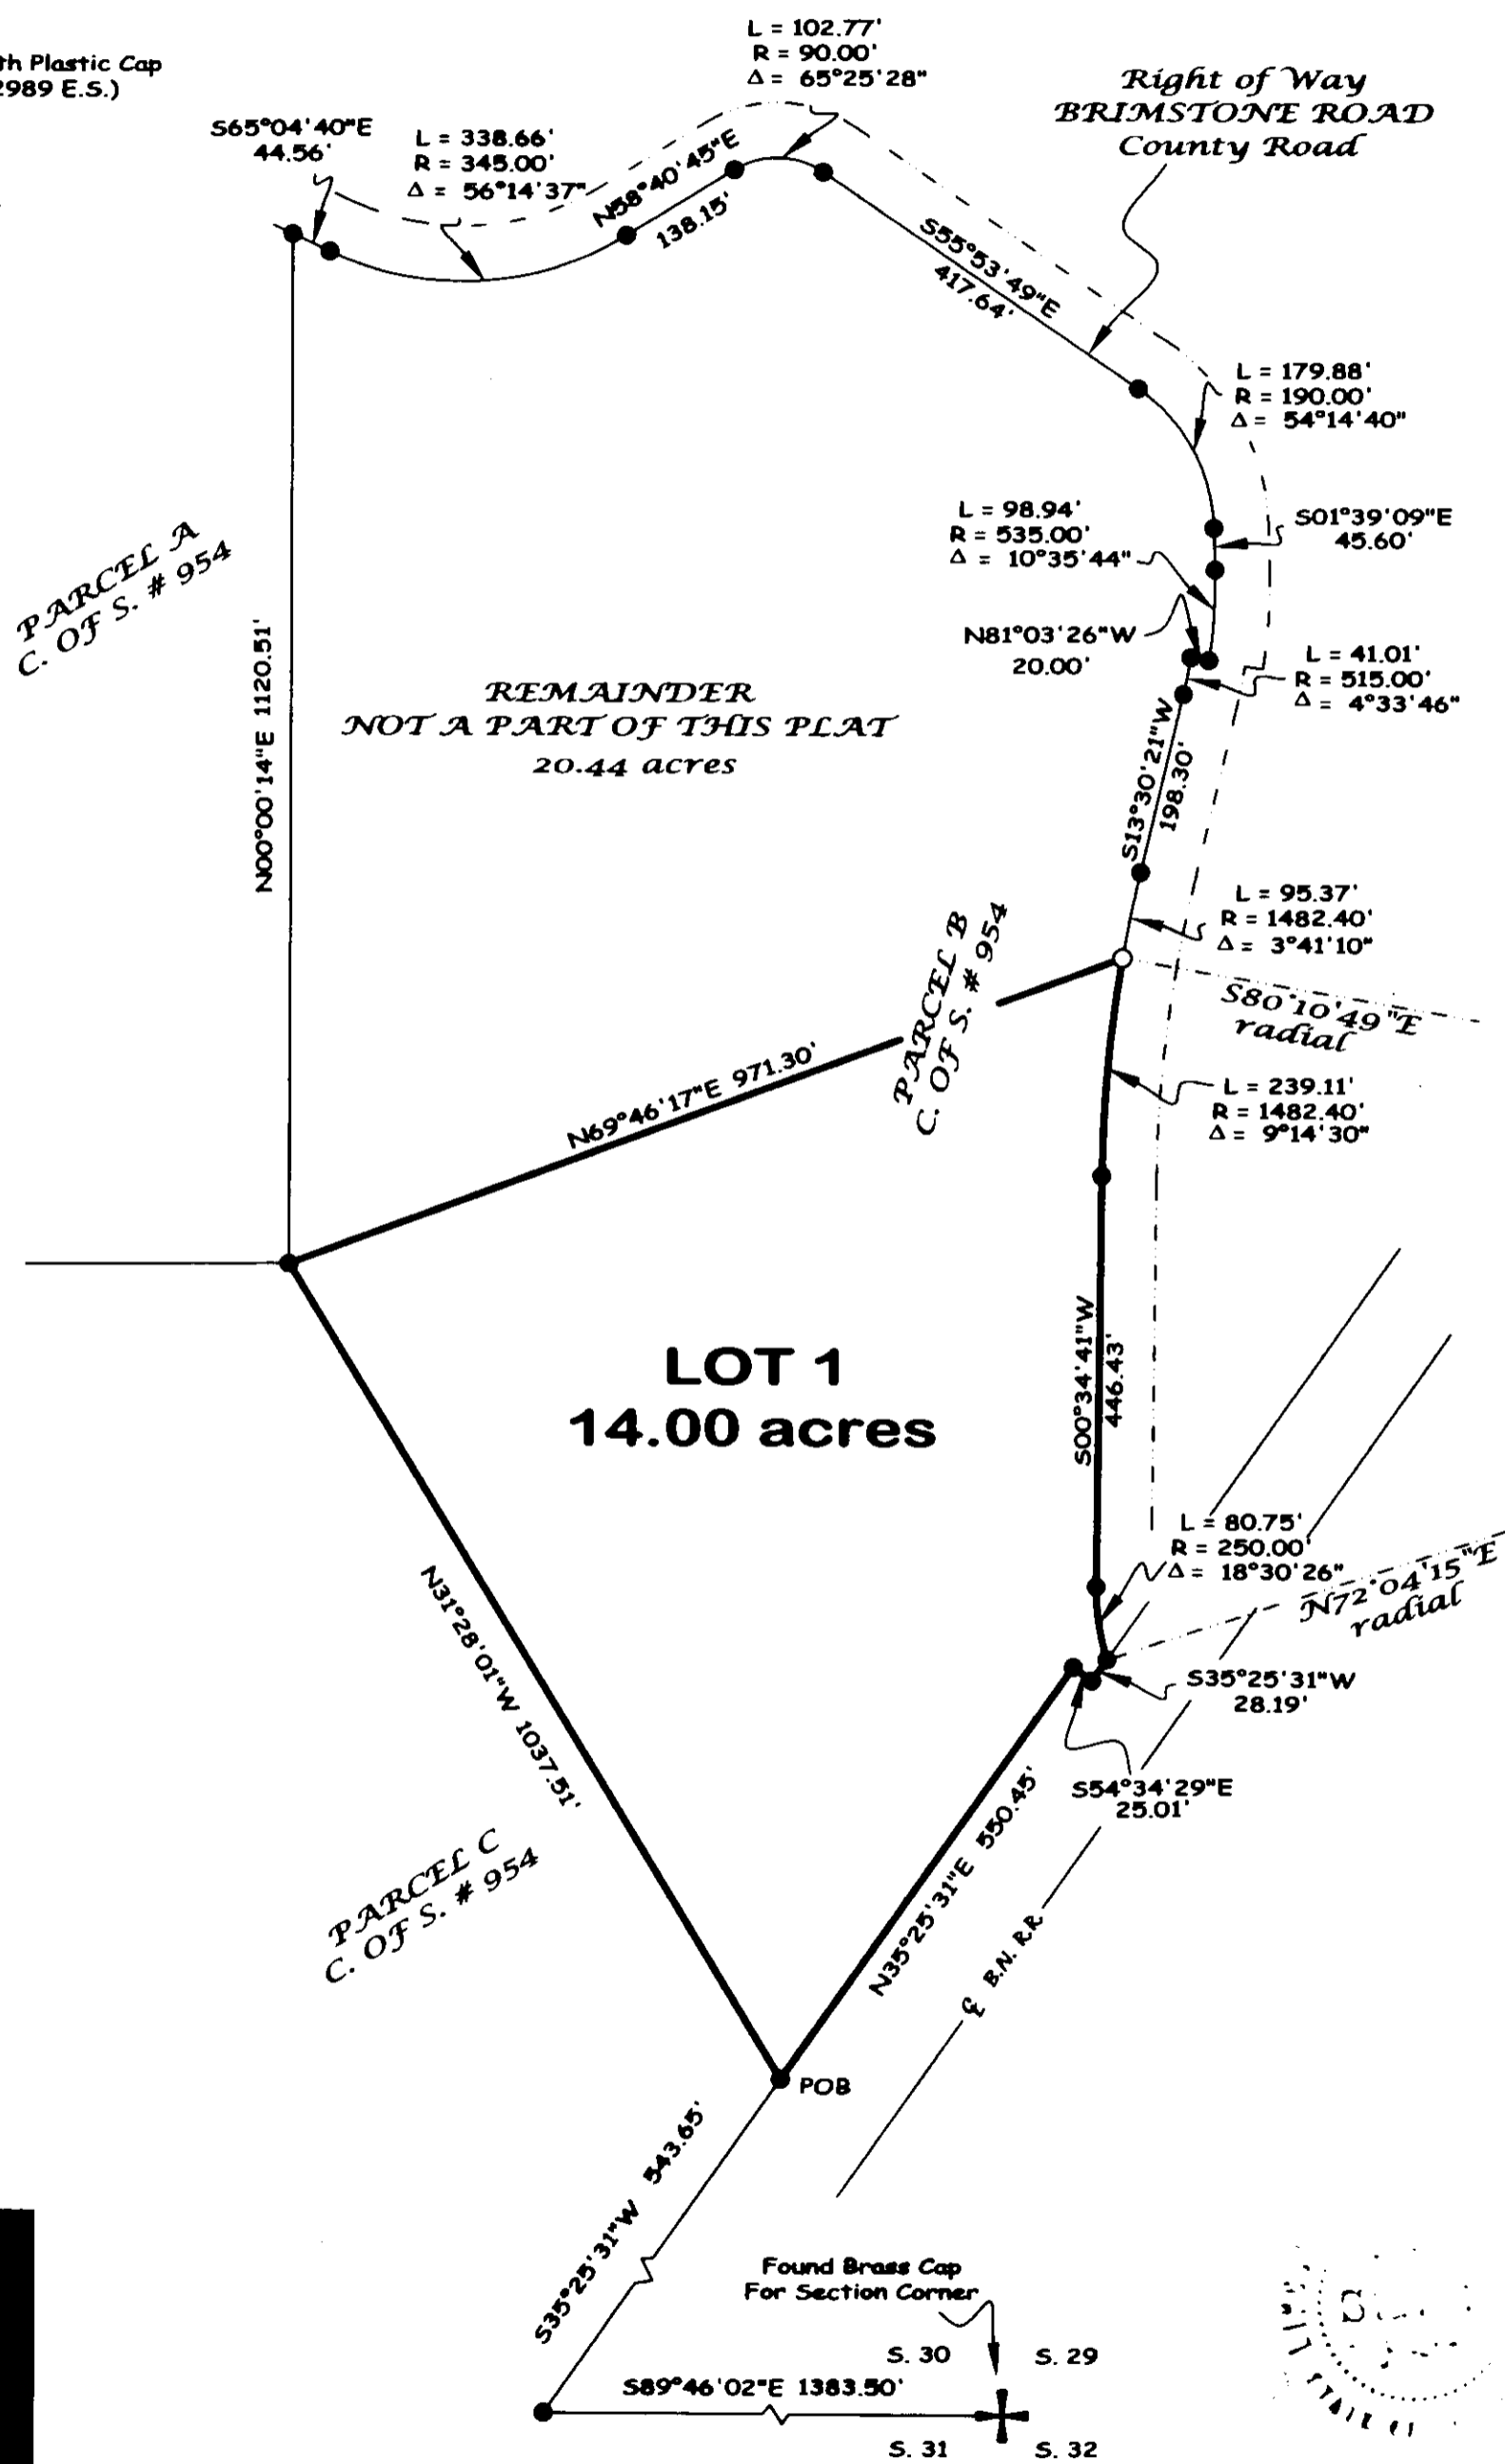 th Plastic Cap
2989 E.S.)
L = 102.77'
R = 90.00'
Δ = 65°25'28"
Right of Way
BRIMSTONE ROAD
County Road
S65°04'40"E
44.56'
L = 338.66'
R = 345.00'
Δ = 56°14'37"
N58°40'45"E
138.15'
S55°53'49"E
417.64'
L = 179.88'
R = 190.00'
Δ = 54°14'40"
L = 98.94'
R = 535.00'
Δ = 10°35'44"
S01°39'09"E
45.60'
PARCEL A
C. OF S. # 954
N00°00'14"E 1120.51'
N81°03'26"W
20.00'
L = 41.01'
R = 515.00'
Δ = 4°33'46"
REMAINDER
NOT A PART OF THIS PLAT
20.44 acres
S13°30'21"W
198.30'
L = 95.37'
R = 1482.40'
Δ = 3°41'10"
PARCEL B
C. OF S. # 954
S80°10'49"E
radial
N69°46'17"E 971.30'
L = 239.11'
R = 1482.40'
Δ = 9°14'30"
LOT 1
14.00 acres
S00°34'41"W
446.43'
L = 80.75'
R = 250.00'
Δ = 18°30'26"
N72°04'15"E
radial
N31°28'01"W 1037.51'
S35°25'31"W
28.19'
S54°34'29"E
25.01'
N35°25'31"E 550.45'
PARCEL C
C. OF S. # 954
℄ B.N. R.R.
POB
S35°25'31"W 543.65'
Found Brass Cap
For Section Corner
S. 30
S. 29
S89°46'02"E 1383.50'
S. 31
S. 32